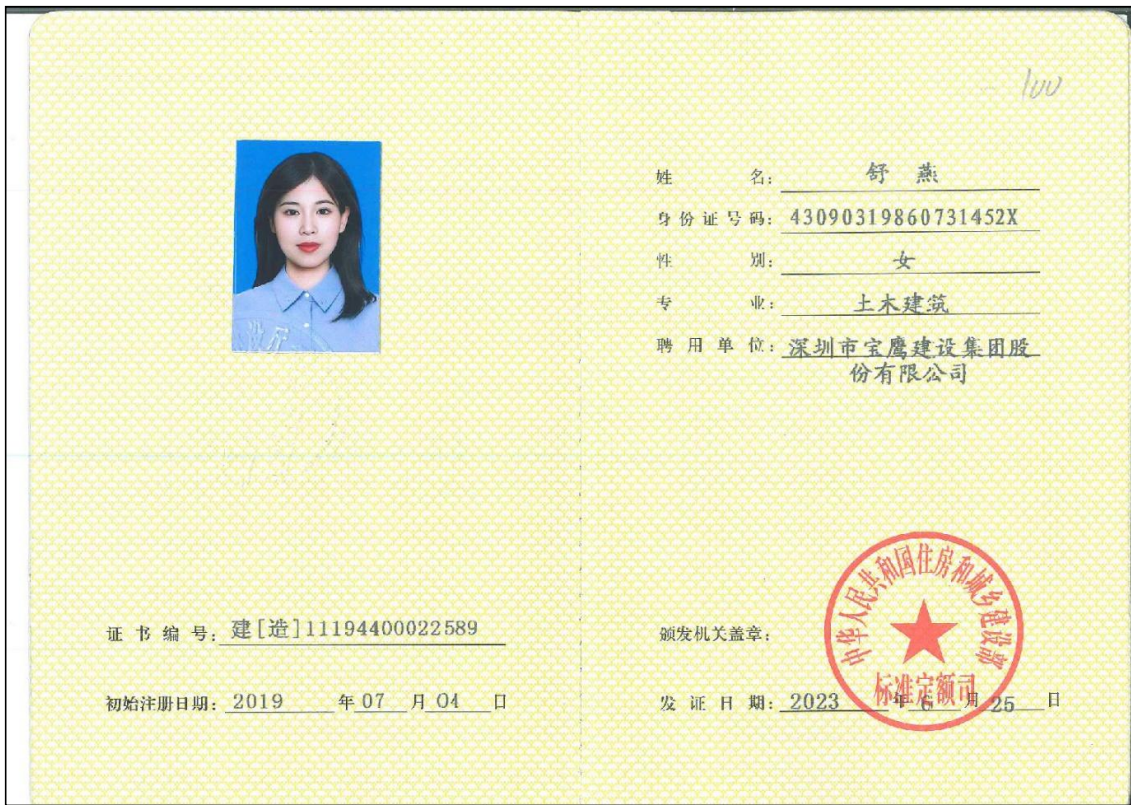 100
姓 名: 舒 燕
身份证号码: 43090319860731452X
性 别: 女
专 业: 土木建筑
聘 用 单 位: 深圳市宝鹰建设集团股
份有限公司
证 书 编 号: 建[造]11194400022589
初始注册日期: 2019 年 07 月 04 日
颁发机关盖章:
中华人民共和国住房和城乡建设部
标准定额司
发 证 日 期: 2023 年 6 月 25 日